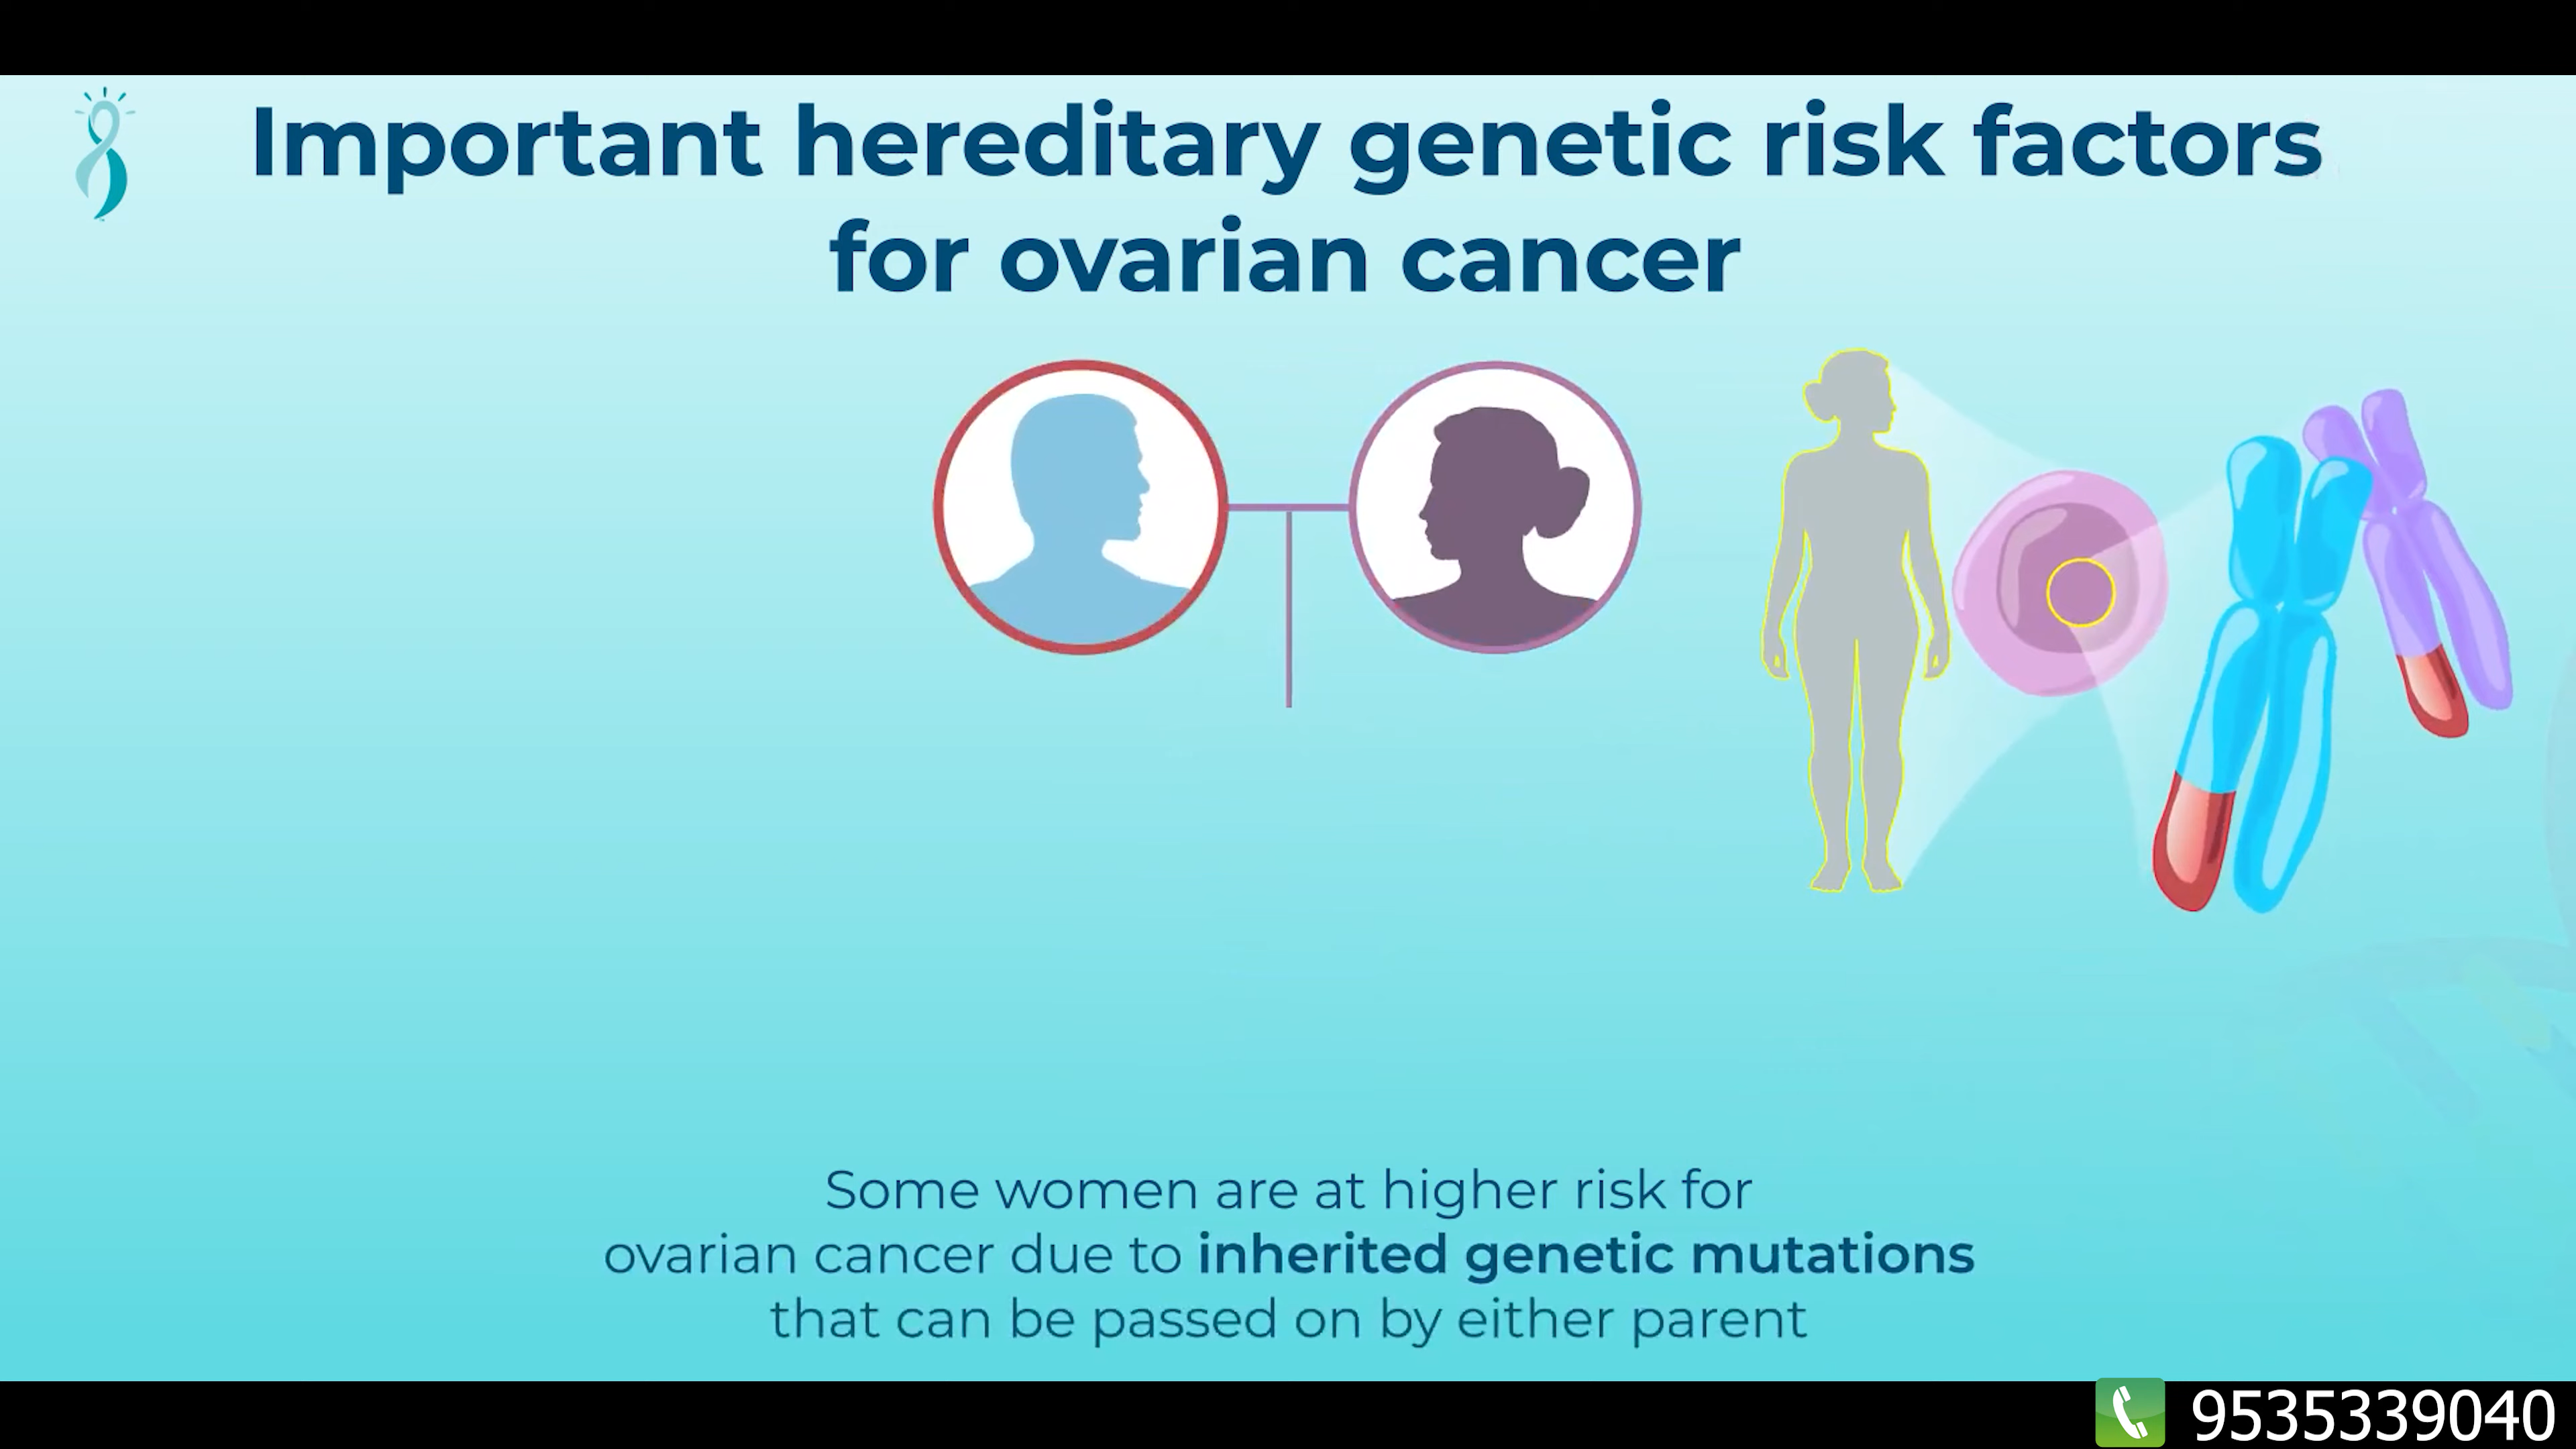 Important hereditary genetic risk factors
for ovarian cancer
Some women are at higher risk for
ovarian cancer due to inherited genetic mutations
that can be passed on by either parent
9535339040